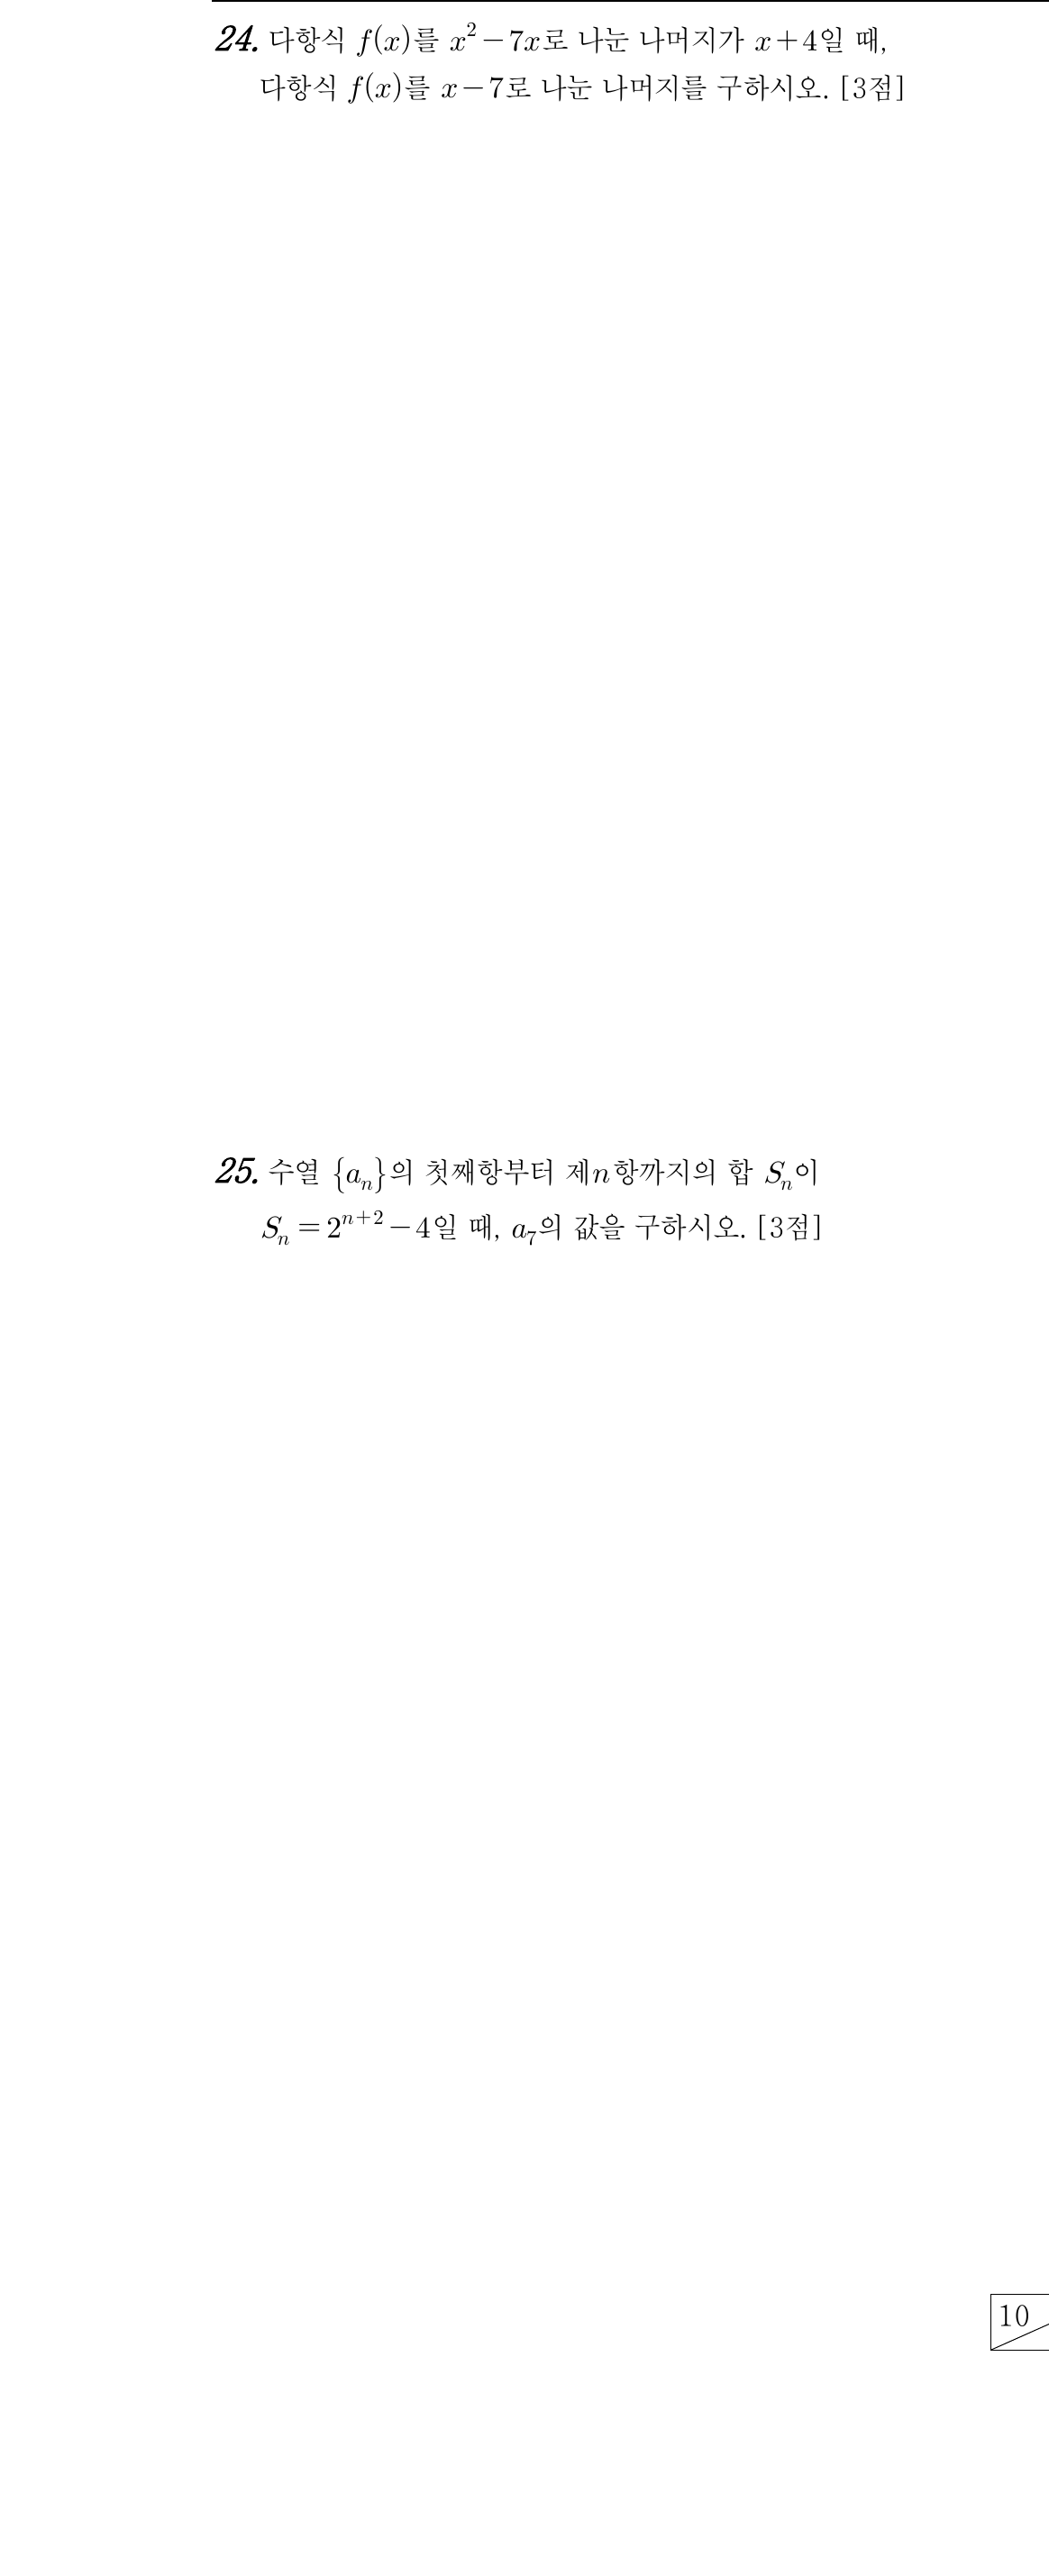 24. 다항식 f(x)를 x²−7x로 나눈 나머지가 x+4일 때,
다항식 f(x)를 x−7로 나눈 나머지를 구하시오. [3점]
25. 수열 {aₙ}의 첫째항부터 제n항까지의 합 Sₙ이
Sₙ=2ⁿ⁺²−4일 때, a₇의 값을 구하시오. [3점]
10